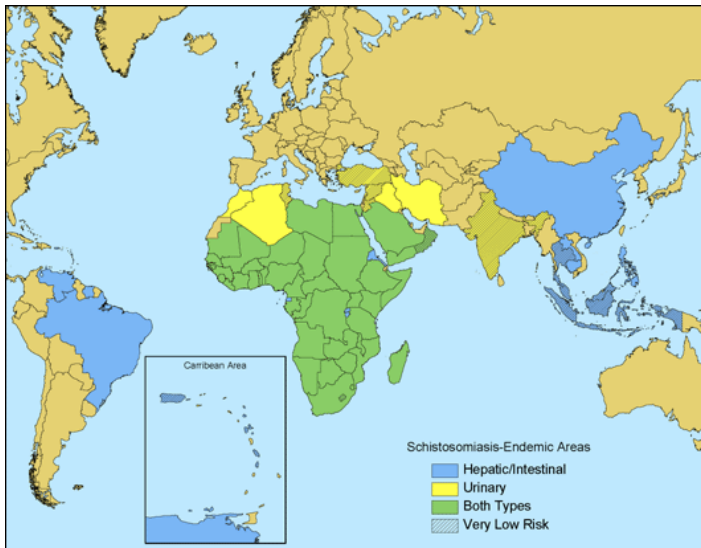 Carribean Area
Schistosomiasis-Endemic Areas
Hepatic/Intestinal
Urinary
Both Types
Very Low Risk